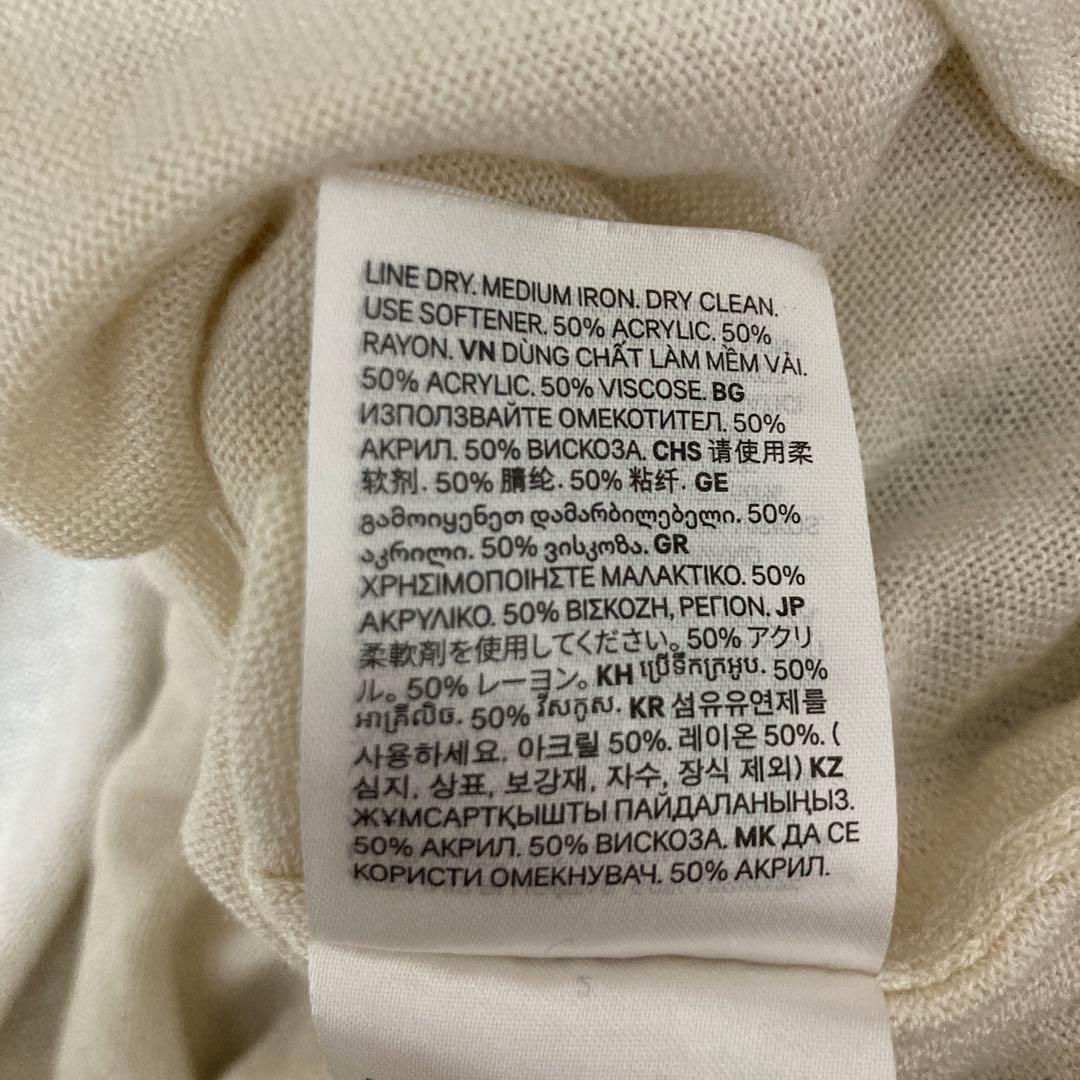 LINE DRY. MEDIUM IRON. DRY CLEAN.
USE SOFTENER. 50% ACRYLIC. 50%
RAYON. VN DÙNG CHẤT LÀM MỀM VẢI.
50% ACRYLIC. 50% VISCOSE. BG
ИЗПОЛЗВАЙТЕ ОМЕКОТИТЕЛ. 50%
АКРИЛ. 50% ВИСКОЗА. CHS 请使用柔
软剂. 50% 腈纶. 50% 粘纤. GE
გამოიყენეთ დამარბილებელი. 50%
აკრილი. 50% ვისკოზა. GR
ΧΡΗΣΙΜΟΠΟΙΗΣΤΕ ΜΑΛΑΚΤΙΚΟ. 50%
ΑΚΡΥΛΙΚΟ. 50% ΒΙΣΚΟΖΗ, ΡΕΓΙΟΝ. JP
柔軟剤を使用してください。50% アクリ
ル。50% レーヨン。KH ប្រើទឹកក្រអូប. 50%
អាគ្រីលិច. 50% វីសកូស. KR 섬유유연제를
사용하세요. 아크릴 50%. 레이온 50%. (
심지, 상표, 보강재, 자수, 장식 제외) KZ
ЖҰМСАРТҚЫШТЫ ПАЙДАЛАНЫҢЫЗ.
50% АКРИЛ. 50% ВИСКОЗА. MK ДА СЕ
КОРИСТИ ОМЕКНУВАЧ. 50% АКРИЛ.